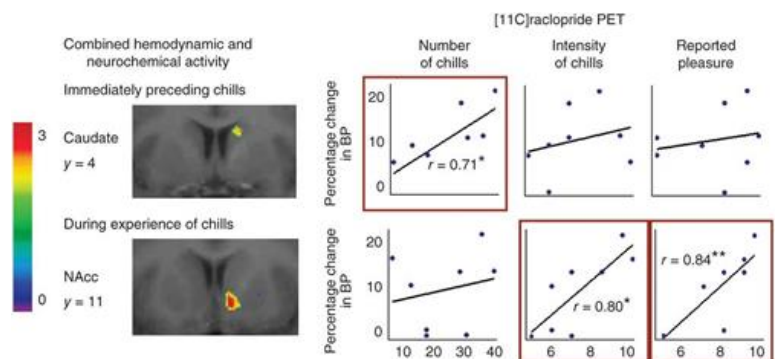 [11C]raclopride PET
Combined hemodynamic and
neurochemical activity
Number
of chills
Intensity
of chills
Reported
pleasure
Immediately preceding chills
3
0
Caudate
y = 4
Percentage change
in BP
20
10
0
r = 0.71*
During experience of chills
NAcc
y = 11
Percentage change
in BP
20
10
0
10 20 30 40
r = 0.80*
6 8 10
r = 0.84**
6 8 10